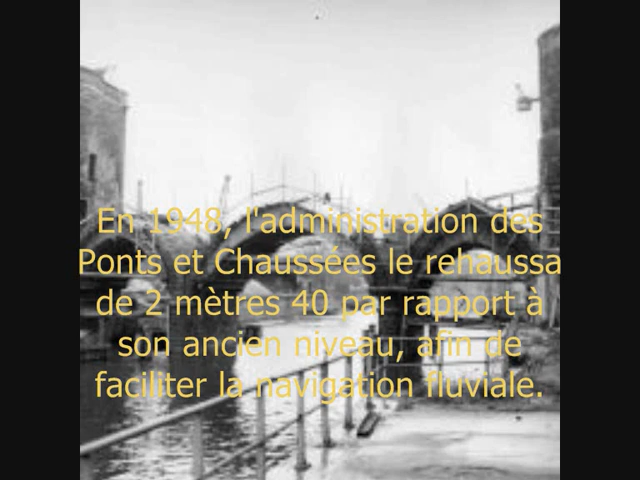 En 1948, l'administration des
Ponts et Chaussées le rehaussa
de 2 mètres 40 par rapport à
son ancien niveau, afin de
faciliter la navigation fluviale.